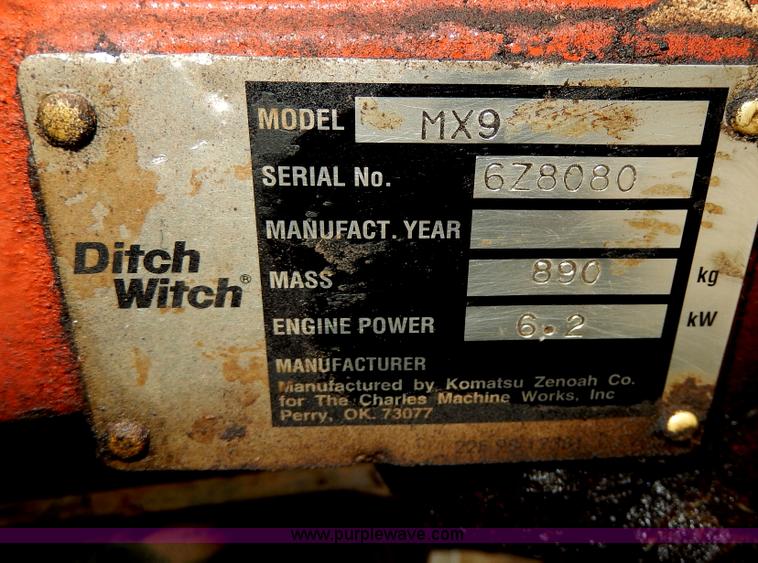 Ditch
Witch®
MODEL MX9
SERIAL No. 6Z8080
MANUFACT. YEAR
MASS 890 kg
ENGINE POWER 6.2 kW
MANUFACTURER
Manufactured by Komatsu Zenoah Co.
for The Charles Machine Works, Inc
Perry, OK. 73077
www.purplewave.com